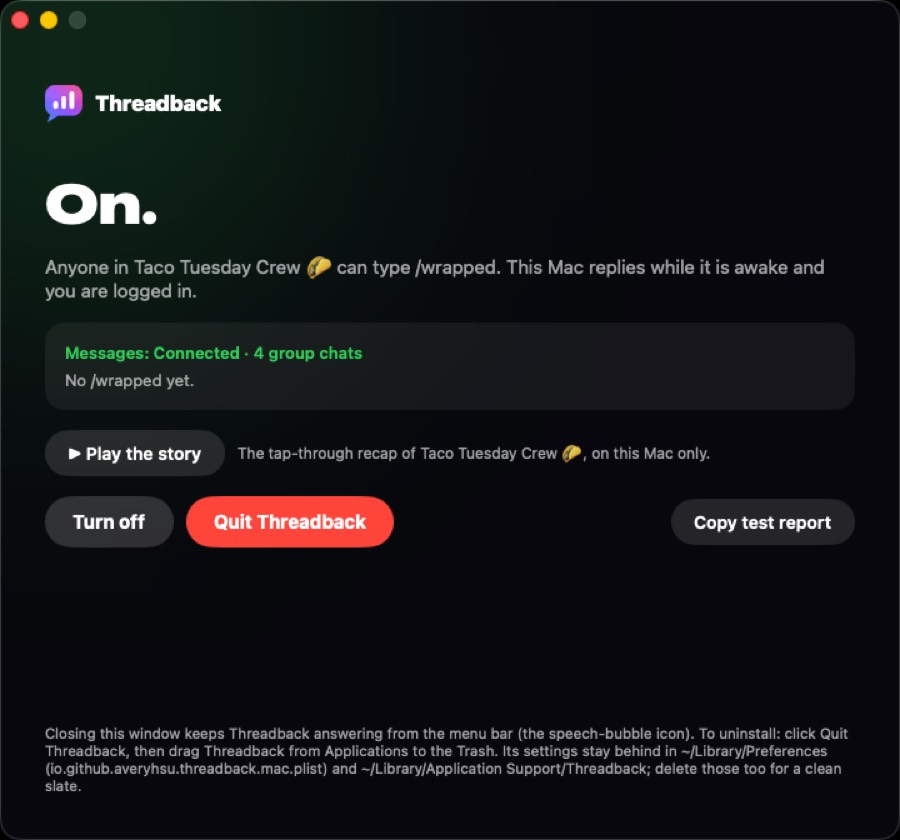 Threadback
On.
Anyone in Taco Tuesday Crew 🌮 can type /wrapped. This Mac replies while it is awake and
you are logged in.
Messages: Connected · 4 group chats
No /wrapped yet.
▶ Play the story
The tap-through recap of Taco Tuesday Crew 🌮, on this Mac only.
Turn off
Quit Threadback
Copy test report
Closing this window keeps Threadback answering from the menu bar (the speech-bubble icon). To uninstall: click Quit
Threadback, then drag Threadback from Applications to the Trash. Its settings stay behind in ~/Library/Preferences
(io.github.averyhsu.threadback.mac.plist) and ~/Library/Application Support/Threadback; delete those too for a clean
slate.